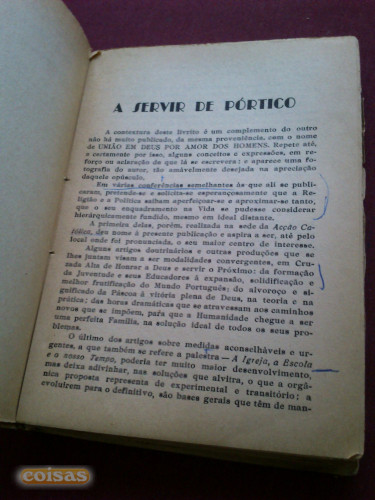 A SERVIR DE PÓRTICO
A contextura deste livrito é um complemento do outro
não há muito publicado, da mesma proveniência, com o nome
de UNIÃO EM DEUS POR AMOR DOS HOMENS. Repete até,
e certamente por isso, alguns conceitos e expressões, em re-
forço ou aclaração do que lá se escrevera; e aparece uma fo-
tografia do autor, tão amàvelmente desejada na apreciação
daquele opúsculo.
Em várias conferências semelhantes às que ali se publi-
caram, pretende-se e solicita-se esperançosamente que a Re-
ligião e a Política saibam aperfeiçoar-se e aproximar-se tanto,
que o seu enquadramento na Vida se pudesse considerar
hieràrquicamente fundido, mesmo em ideal distante.
A primeira delas, porém, realizada na sede da Acção Ca-
tólica, deu nome à presente publicação e aspira a ser, até pelo
local onde foi pronunciada, o seu maior centro de interesse.
Alguns artigos doutrinários e outras produções que se
lhes juntam visam a ser modalidades convergentes, em Cru-
zada Alta de Honrar a Deus e servir o Próximo: da formação
da Juventude e seus Educadores à expansão, solidificação e
melhor frutificação do Mundo Português; do alvoroço e si-
gnificado da Páscoa à vitória plena de Deus, na teoria e na
prática; das horas dramáticas que se atravessam aos caminhos
novos que se impõem, para que a Humanidade chegue a ser
uma perfeita Família, na solução ideal de todos os seus pro-
blemas.
O último dos artigos sobre medidas aconselháveis e ur-
gentes, a que também se refere a palestra — A Igreja, a Escola
e o nosso Tempo, poderia ter muito maior desenvolvimento,
mas deixa adivinhar, nas soluções que alvitra, o que a orgâ-
nica proposta representa de experimental e transitório; a
evoluírem para o definitivo, são bases gerais que têm de man-
coisas